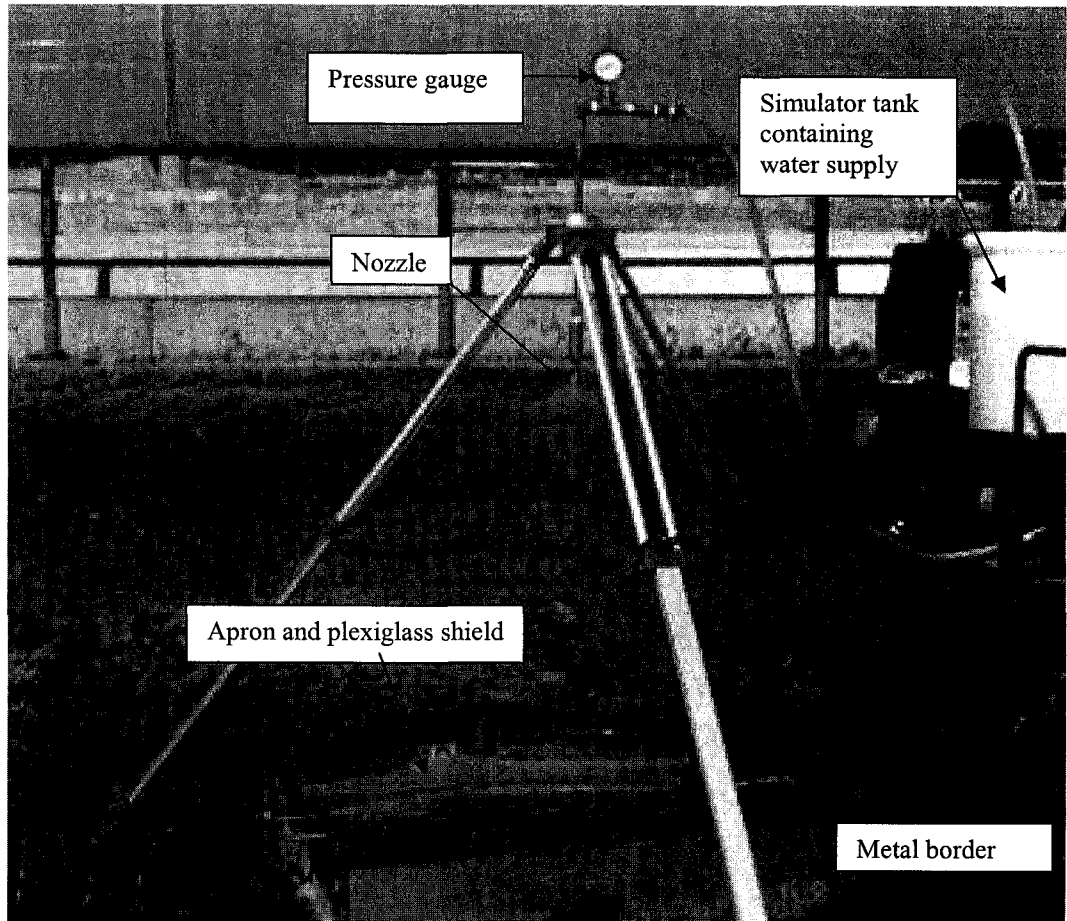 Pressure gauge
Simulator tank
containing
water supply
Nozzle
Apron and plexiglass shield
Metal border